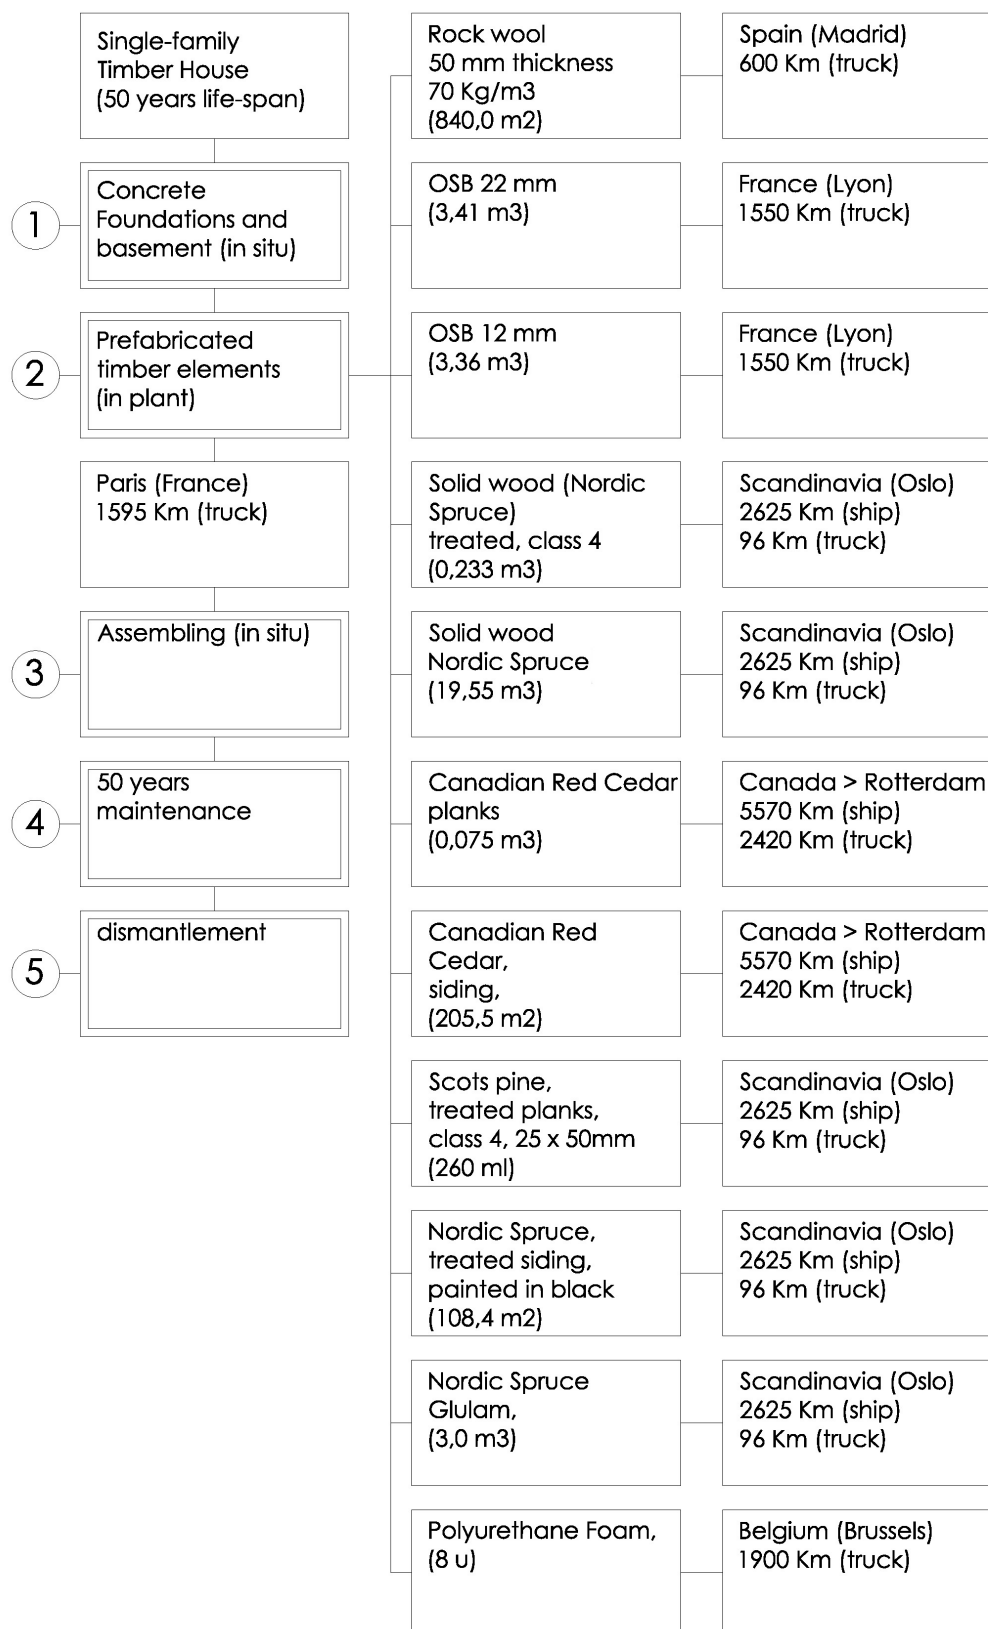 Single-family
Timber House
(50 years life-span)
1
Concrete
Foundations and
basement (in situ)
2
Prefabricated
timber elements
(in plant)
Paris (France)
1595 Km (truck)
3
Assembling (in situ)
4
50 years
maintenance
5
dismantlement
Rock wool
50 mm thickness
70 Kg/m3
(840,0 m2)
Spain (Madrid)
600 Km (truck)
OSB 22 mm
(3,41 m3)
France (Lyon)
1550 Km (truck)
OSB 12 mm
(3,36 m3)
France (Lyon)
1550 Km (truck)
Solid wood (Nordic
Spruce)
treated, class 4
(0,233 m3)
Scandinavia (Oslo)
2625 Km (ship)
96 Km (truck)
Solid wood
Nordic Spruce
(19,55 m3)
Scandinavia (Oslo)
2625 Km (ship)
96 Km (truck)
Canadian Red Cedar
planks
(0,075 m3)
Canada > Rotterdam
5570 Km (ship)
2420 Km (truck)
Canadian Red
Cedar,
siding,
(205,5 m2)
Canada > Rotterdam
5570 Km (ship)
2420 Km (truck)
Scots pine,
treated planks,
class 4, 25 x 50mm
(260 ml)
Scandinavia (Oslo)
2625 Km (ship)
96 Km (truck)
Nordic Spruce,
treated siding,
painted in black
(108,4 m2)
Scandinavia (Oslo)
2625 Km (ship)
96 Km (truck)
Nordic Spruce
Glulam,
(3,0 m3)
Scandinavia (Oslo)
2625 Km (ship)
96 Km (truck)
Polyurethane Foam,
(8 u)
Belgium (Brussels)
1900 Km (truck)